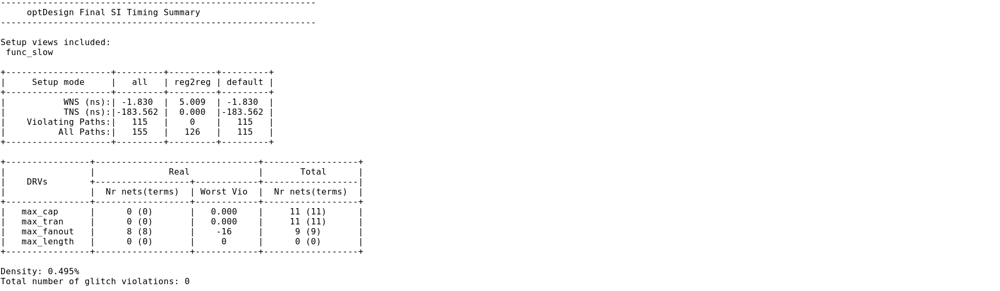 ------------------------------------------------------------
     optDesign Final SI Timing Summary
------------------------------------------------------------

Setup views included:
 func_slow

+--------------------+---------+---------+---------+
|     Setup mode     |   all   | reg2reg | default |
+--------------------+---------+---------+---------+
|           WNS (ns):| -1.830  |  5.009  | -1.830  |
|           TNS (ns):|-183.562 |  0.000  |-183.562 |
|    Violating Paths:|   115   |    0    |   115   |
|          All Paths:|   155   |   126   |   115   |
+--------------------+---------+---------+---------+

+----------------+-------------------------------+------------------+
|                |              Real             |       Total      |
|    DRVs        +------------------+------------+------------------|
|                |  Nr nets(terms)  | Worst Vio  |  Nr nets(terms)  |
+----------------+------------------+------------+------------------+
|   max_cap      |      0 (0)       |   0.000    |     11 (11)      |
|   max_tran     |      0 (0)       |   0.000    |     11 (11)      |
|   max_fanout   |      8 (8)       |    -16     |      9 (9)       |
|   max_length   |      0 (0)       |     0      |      0 (0)       |
+----------------+------------------+------------+------------------+

Density: 0.495%
Total number of glitch violations: 0